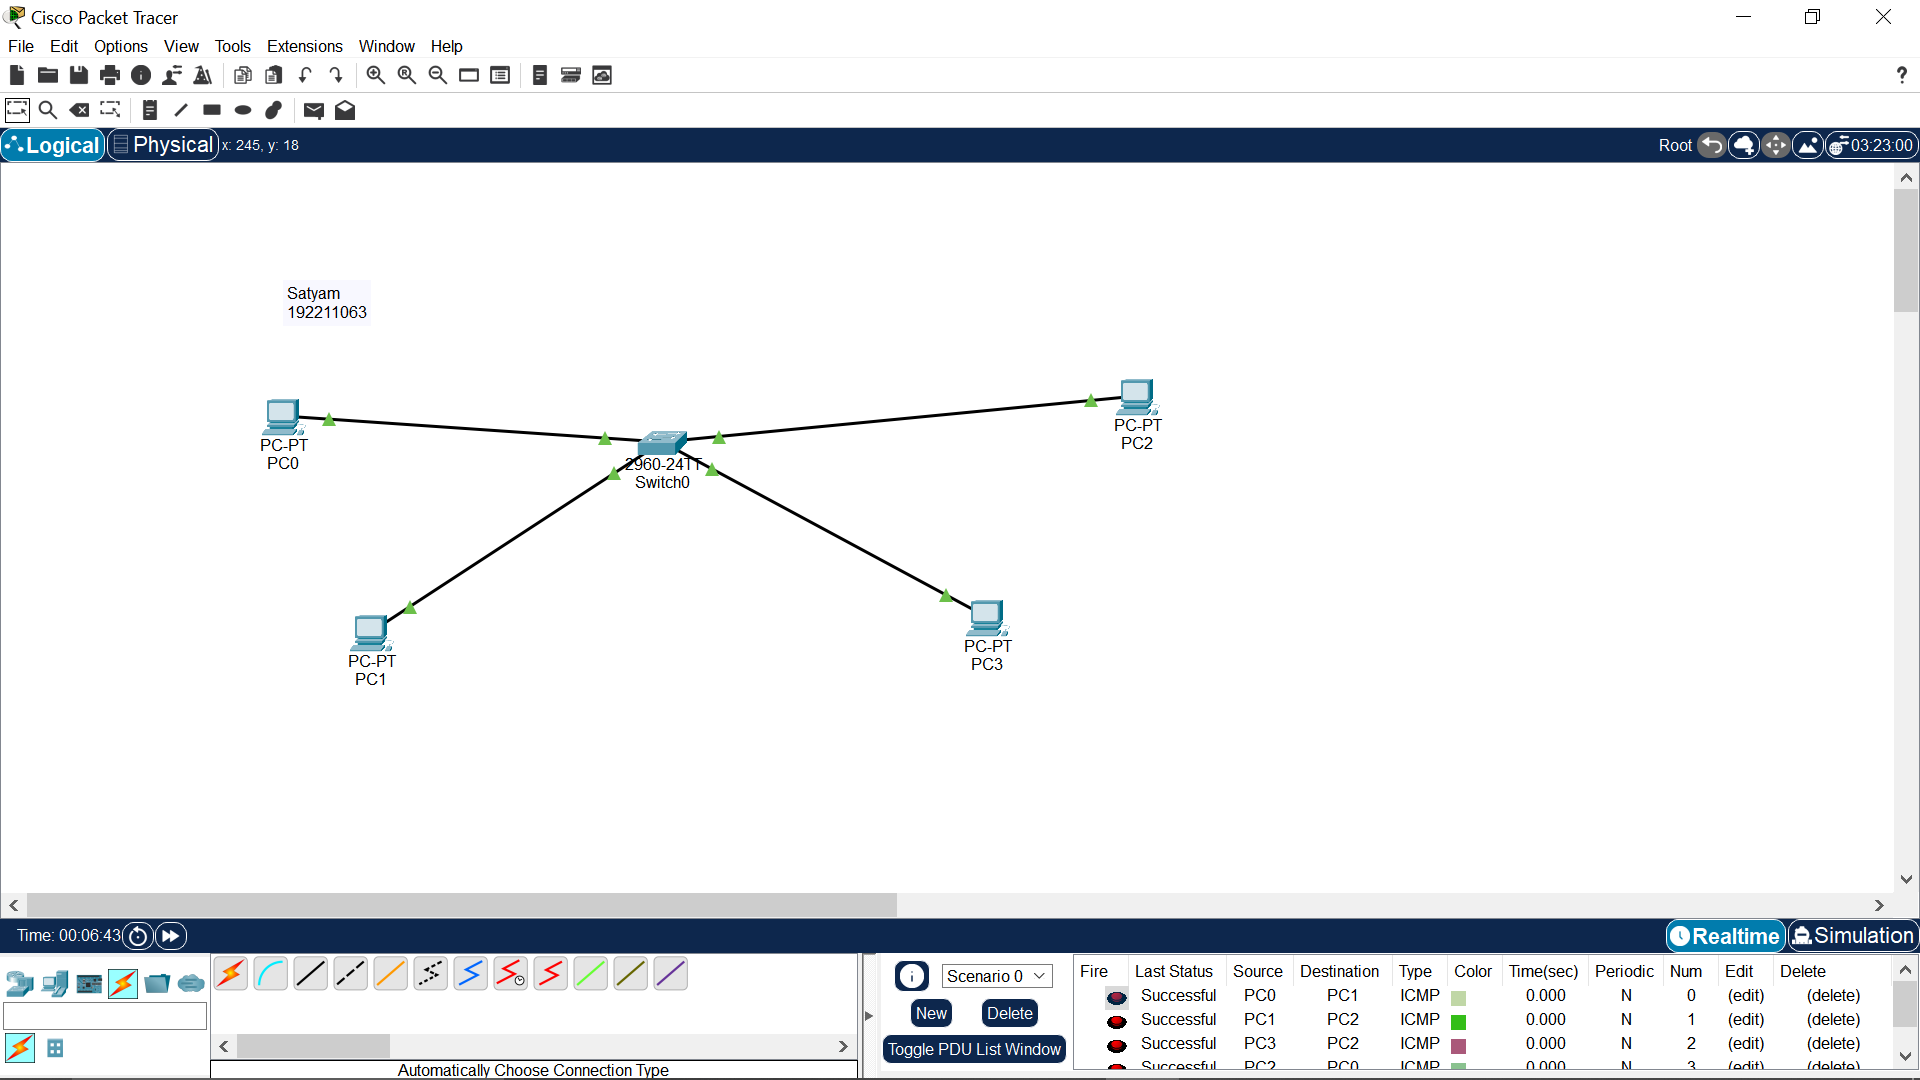 Cisco Packet Tracer
File Edit Options View Tools Extensions Window Help
Logical Physical x: 245, y: 18 Root 03:23:00
Satyam
192211063
PC-PT
PC0
2960-24TT
Switch0
PC-PT
PC2
PC-PT
PC1
PC-PT
PC3
Time: 00:06:43 Realtime Simulation
Scenario 0
New Delete
Toggle PDU List Window
Automatically Choose Connection Type
Fire Last Status Source Destination Type Color Time(sec) Periodic Num Edit Delete
Successful PC0 PC1 ICMP 0.000 N 0 (edit) (delete)
Successful PC1 PC2 ICMP 0.000 N 1 (edit) (delete)
Successful PC3 PC2 ICMP 0.000 N 2 (edit) (delete)
Successful PC2 PC0 ICMP 0.000 N 3 (edit) (delete)